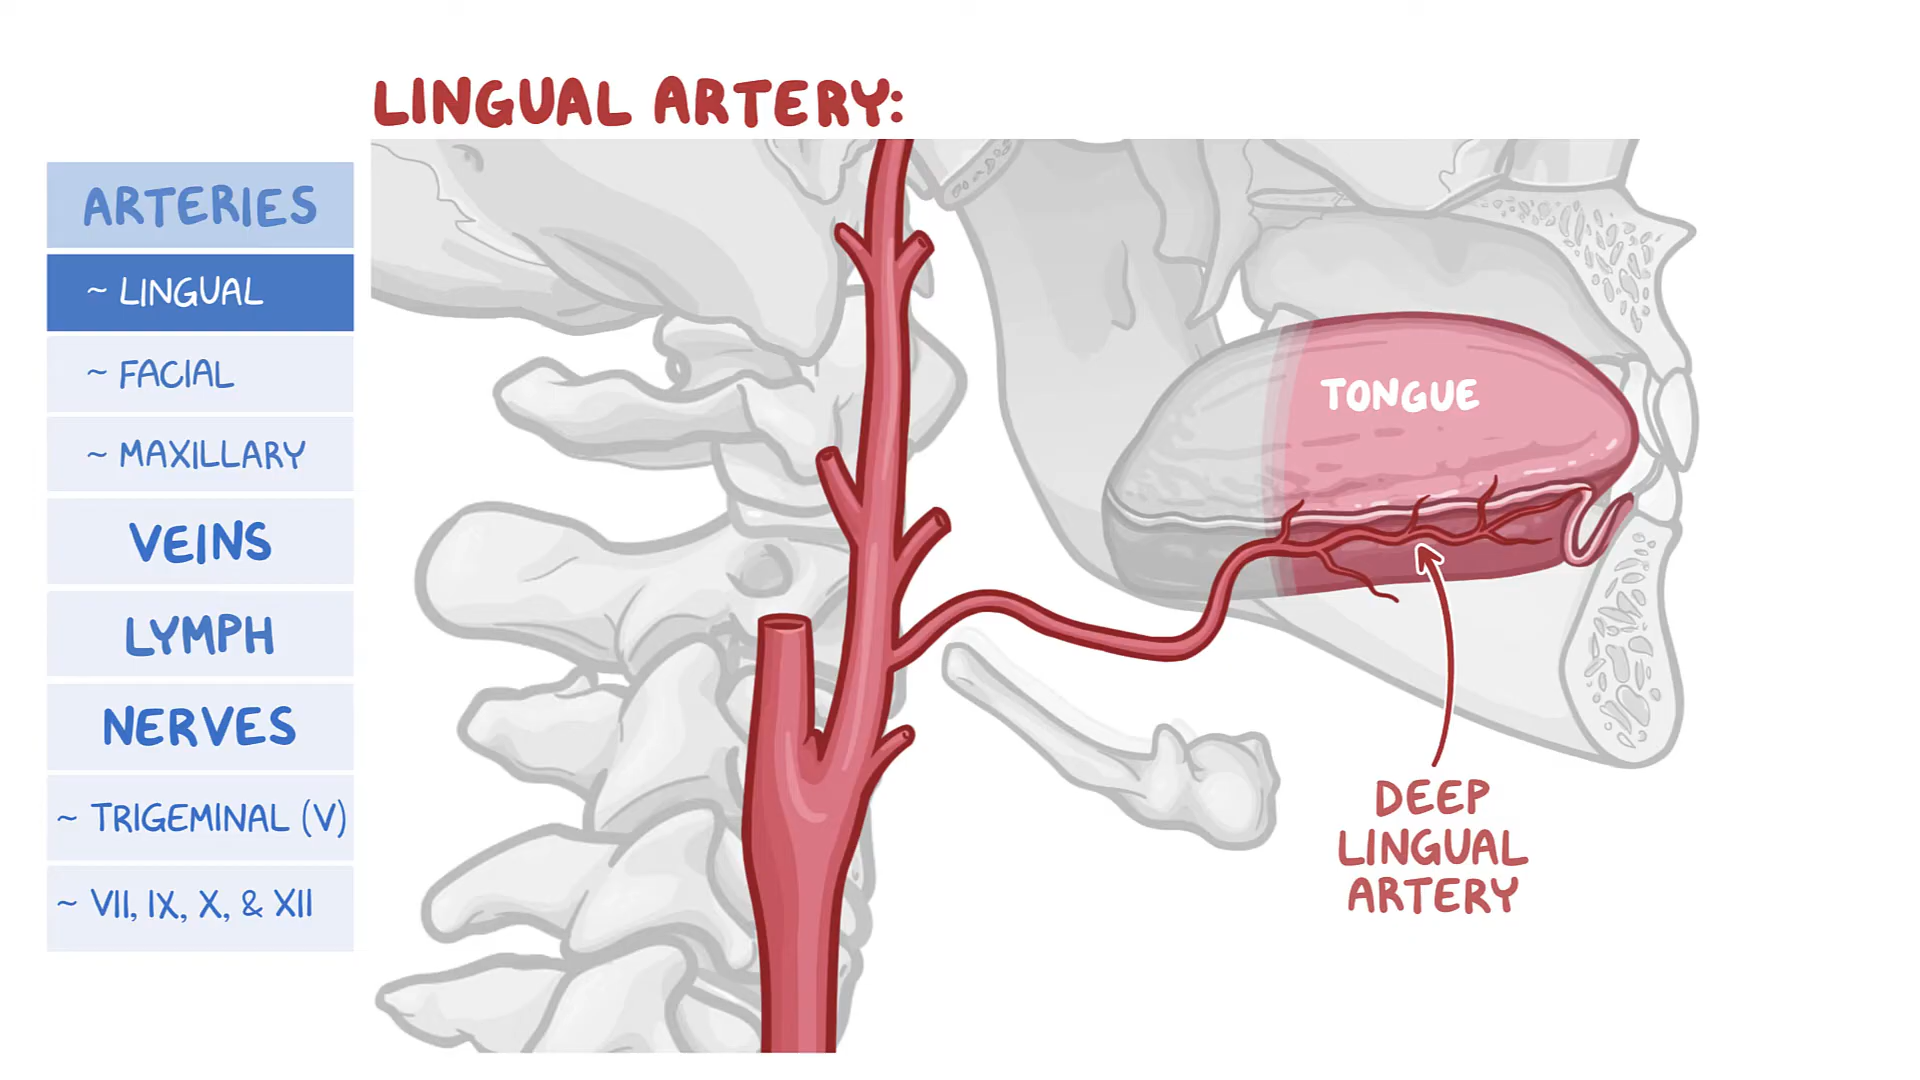 LINGUAL ARTERY:
ARTERIES
~ LINGUAL
~ FACIAL
~ MAXILLARY
VEINS
LYMPH
NERVES
~ TRIGEMINAL (V)
~ VII, IX, X, & XII
TONGUE
DEEP
LINGUAL
ARTERY